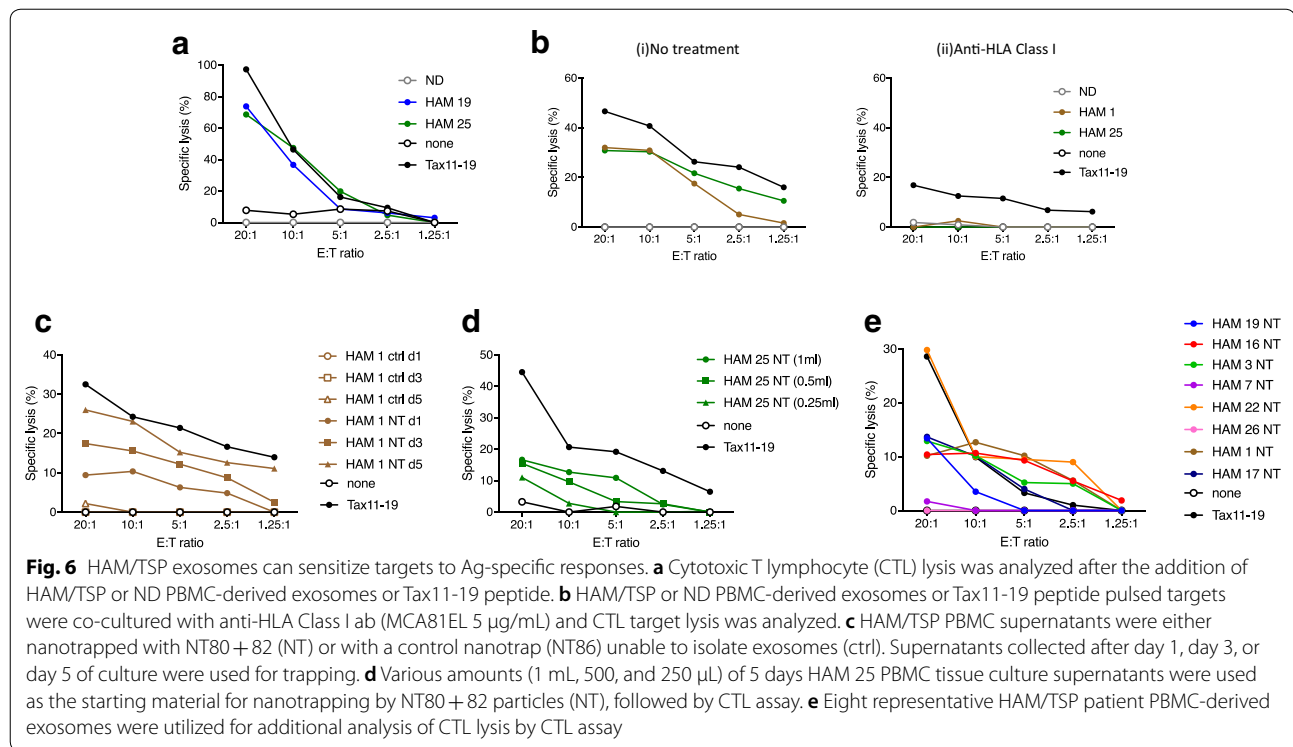 a
Specific lysis (%)
100
80
60
40
20
0
20:1 10:1 5:1 2.5:1 1.25:1
E:T ratio
ND
HAM 19
HAM 25
none
Tax11-19
b
(i)No treatment
Specific lysis (%)
60
40
20
0
20:1 10:1 5:1 2.5:1 1.25:1
E:T ratio
(ii)Anti-HLA Class I
Specific lysis (%)
60
40
20
0
20:1 10:1 5:1 2.5:1 1.25:1
E:T ratio
ND
HAM 1
HAM 25
none
Tax11-19
c
Specific lysis (%)
40
30
20
10
0
20:1 10:1 5:1 2.5:1 1.25:1
E:T ratio
HAM 1 ctrl d1
HAM 1 ctrl d3
HAM 1 ctrl d5
HAM 1 NT d1
HAM 1 NT d3
HAM 1 NT d5
none
Tax11-19
d
Specific lysis (%)
50
40
30
20
10
0
20:1 10:1 5:1 2.5:1 1.25:1
E:T ratio
HAM 25 NT (1ml)
HAM 25 NT (0.5ml)
HAM 25 NT (0.25ml)
none
Tax11-19
e
Specific lysis (%)
30
20
10
0
20:1 10:1 5:1 2.5:1 1.25:1
E:T ratio
HAM 19 NT
HAM 16 NT
HAM 3 NT
HAM 7 NT
HAM 22 NT
HAM 26 NT
HAM 1 NT
HAM 17 NT
none
Tax11-19
Fig. 6 HAM/TSP exosomes can sensitize targets to Ag-specific responses. a Cytotoxic T lymphocyte (CTL) lysis was analyzed after the addition of
HAM/TSP or ND PBMC-derived exosomes or Tax11-19 peptide. b HAM/TSP or ND PBMC-derived exosomes or Tax11-19 peptide pulsed targets
were co-cultured with anti-HLA Class I ab (MCA81EL 5 μg/mL) and CTL target lysis was analyzed. c HAM/TSP PBMC supernatants were either
nanotrapped with NT80 + 82 (NT) or with a control nanotrap (NT86) unable to isolate exosomes (ctrl). Supernatants collected after day 1, day 3, or
day 5 of culture were used for trapping. d Various amounts (1 mL, 500, and 250 μL) of 5 days HAM 25 PBMC tissue culture supernatants were used
as the starting material for nanotrapping by NT80 + 82 particles (NT), followed by CTL assay. e Eight representative HAM/TSP patient PBMC-derived
exosomes were utilized for additional analysis of CTL lysis by CTL assay